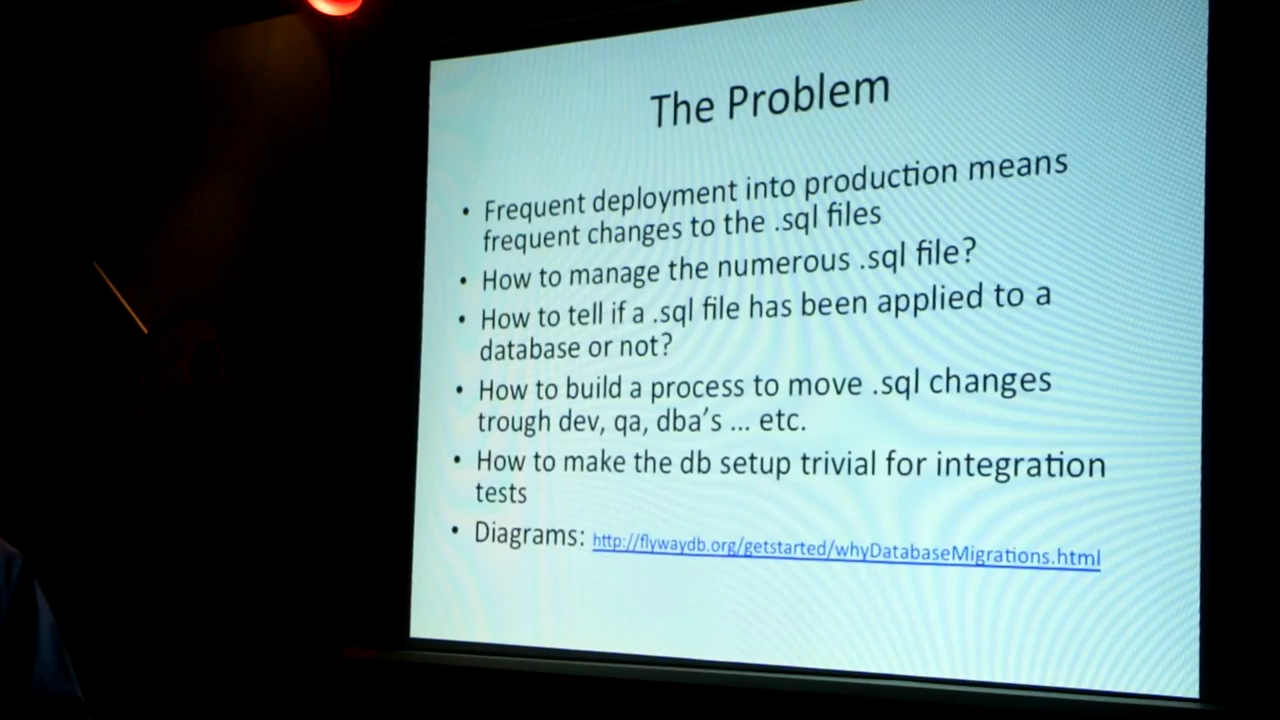 The Problem
• Frequent deployment into production means
frequent changes to the .sql files
• How to manage the numerous .sql file?
• How to tell if a .sql file has been applied to a
database or not?
• How to build a process to move .sql changes
trough dev, qa, dba’s ... etc.
• How to make the db setup trivial for integration
tests
• Diagrams: http://flywaydb.org/getstarted/whyDatabaseMigrations.html